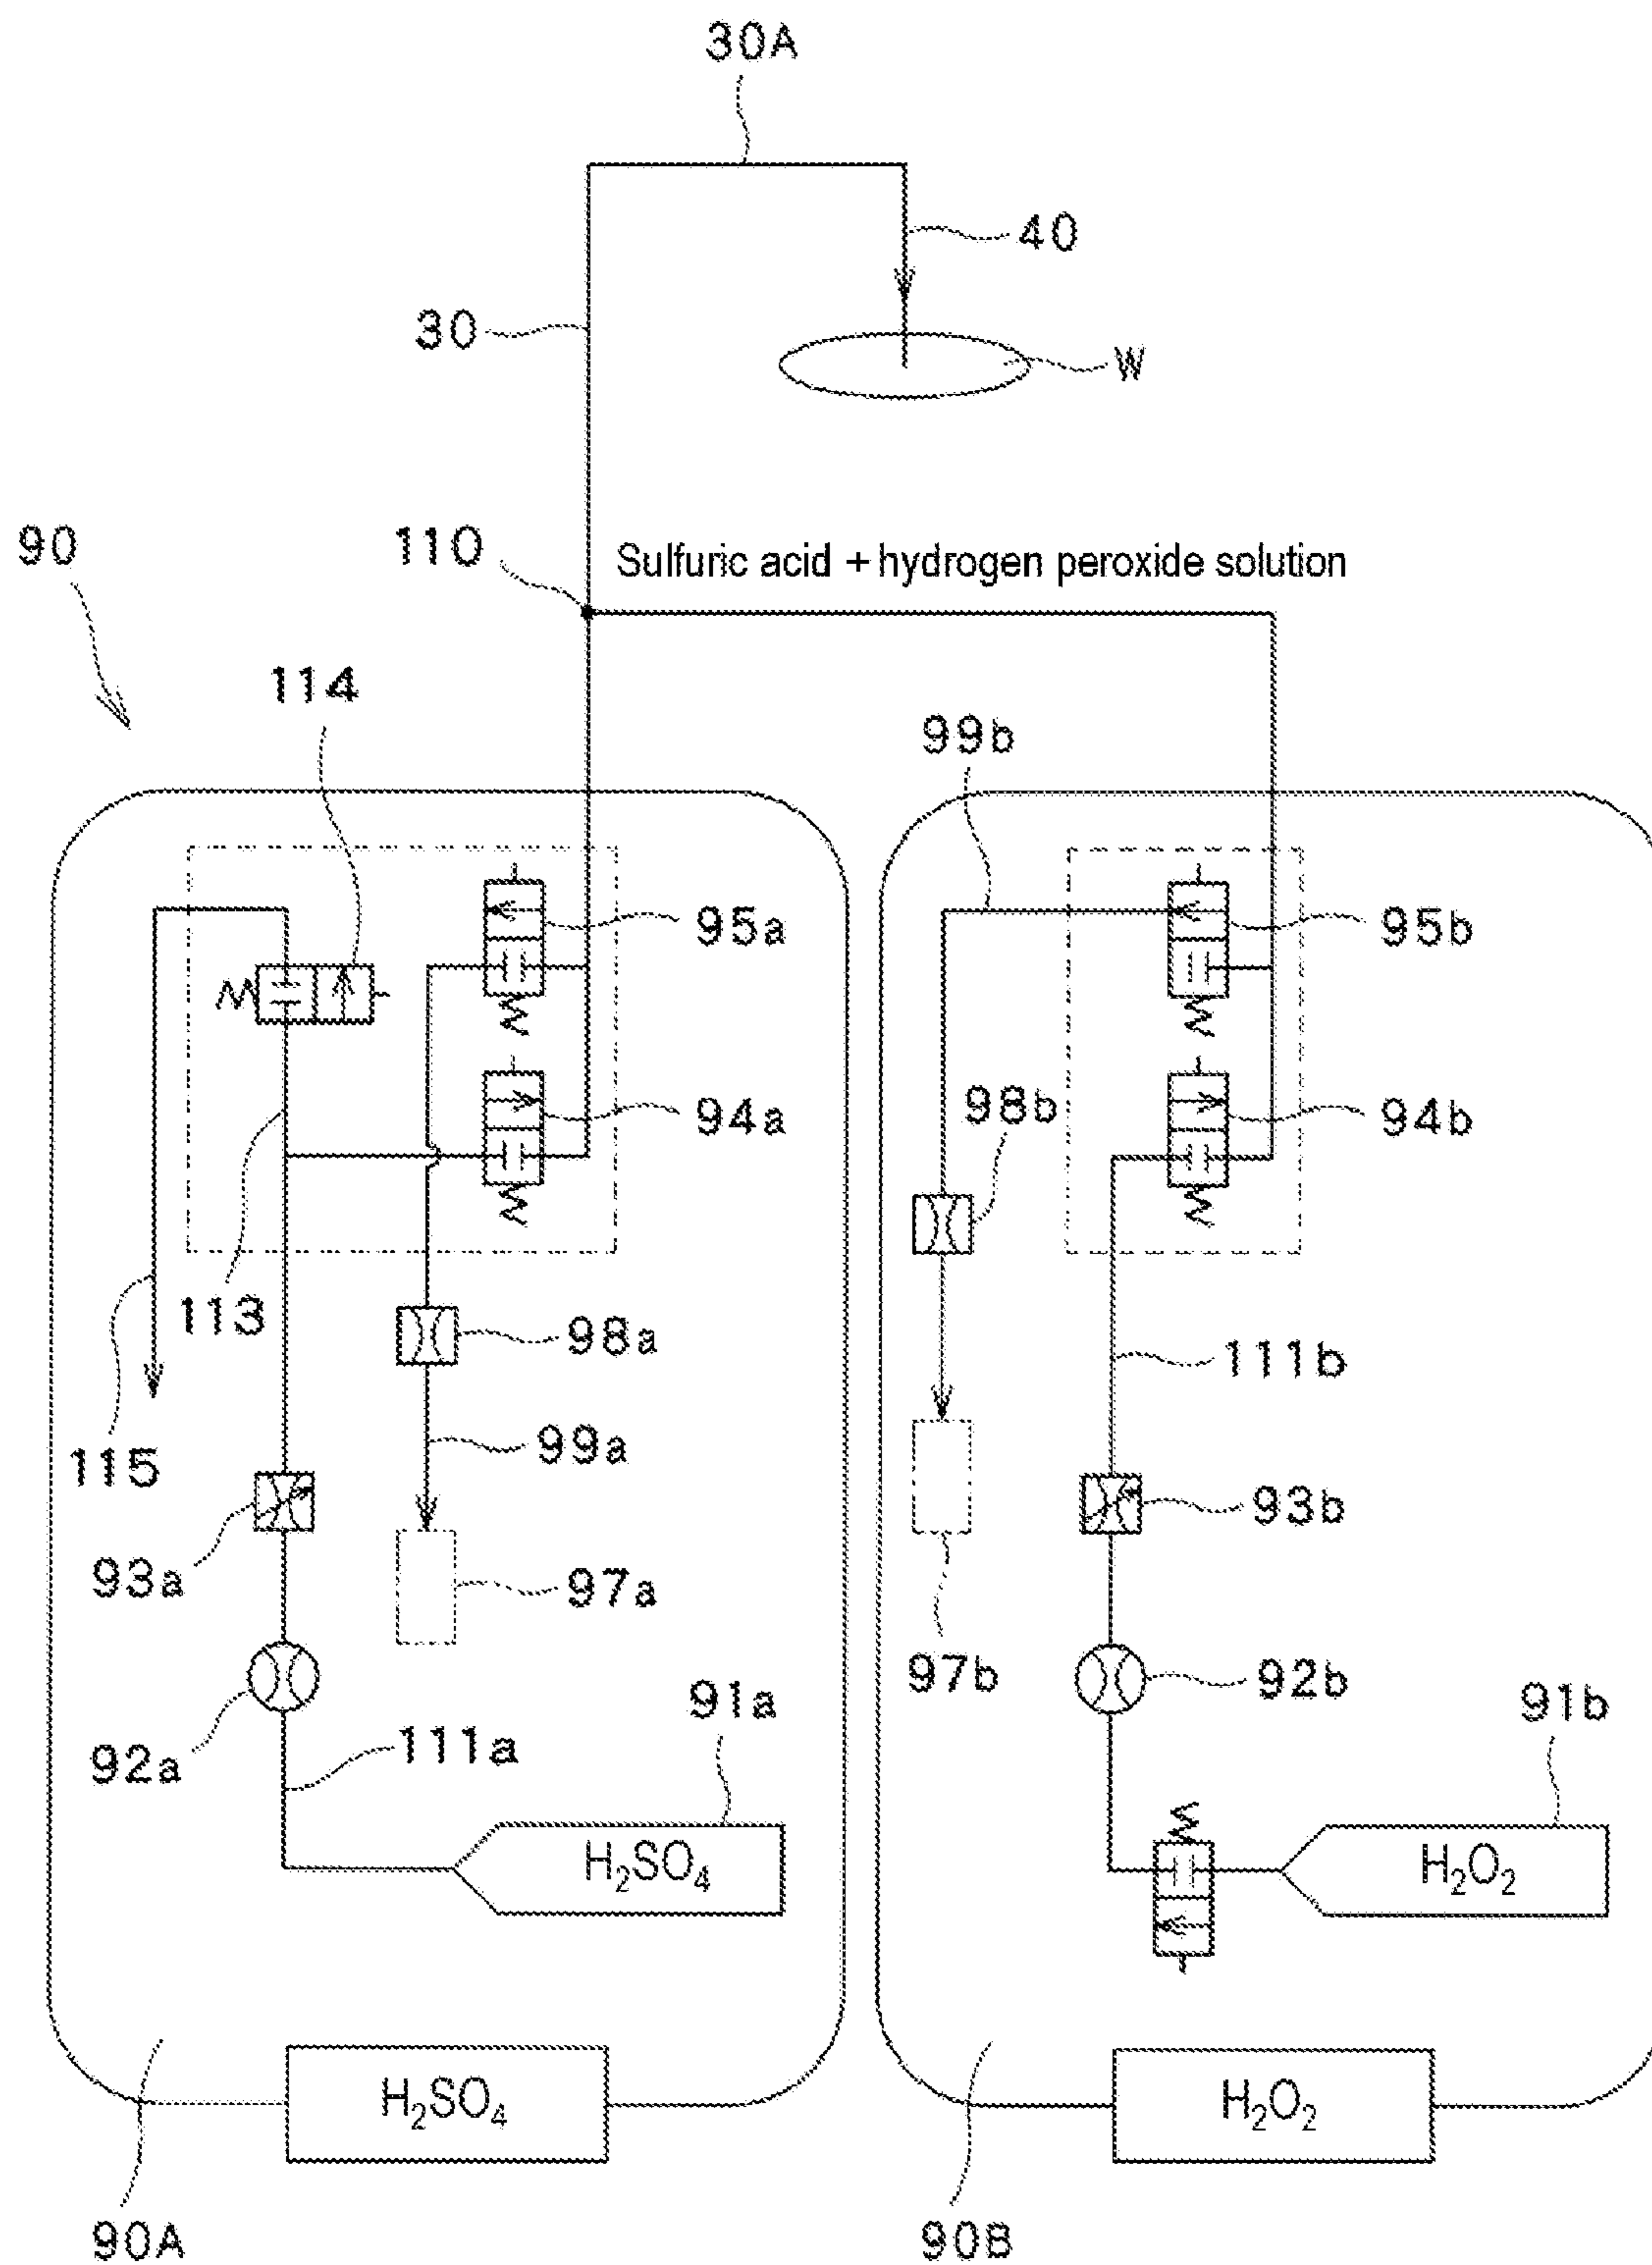 30A
40
30
W
90
110
Sulfuric acid + hydrogen peroxide solution
114
99b
95a
95b
94a
98b
94b
113
98a
111b
115
99a
93a
93b
97a
97b
92b
91a
91b
92a
111a
H₂SO₄
H₂O₂
H₂SO₄
H₂O₂
90A
90B